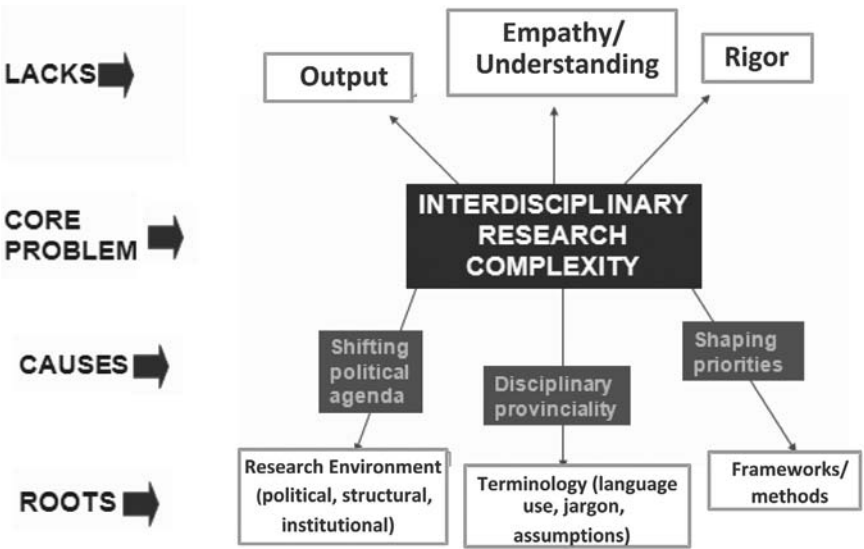 LACKS
Output
Empathy/
Understanding
Rigor
CORE
PROBLEM
INTERDISCIPLINARY
RESEARCH
COMPLEXITY
CAUSES
Shifting
political
agenda
Disciplinary
provinciality
Shaping
priorities
ROOTS
Research Environment
(political, structural,
institutional)
Terminology (language
use, jargon,
assumptions)
Frameworks/
methods